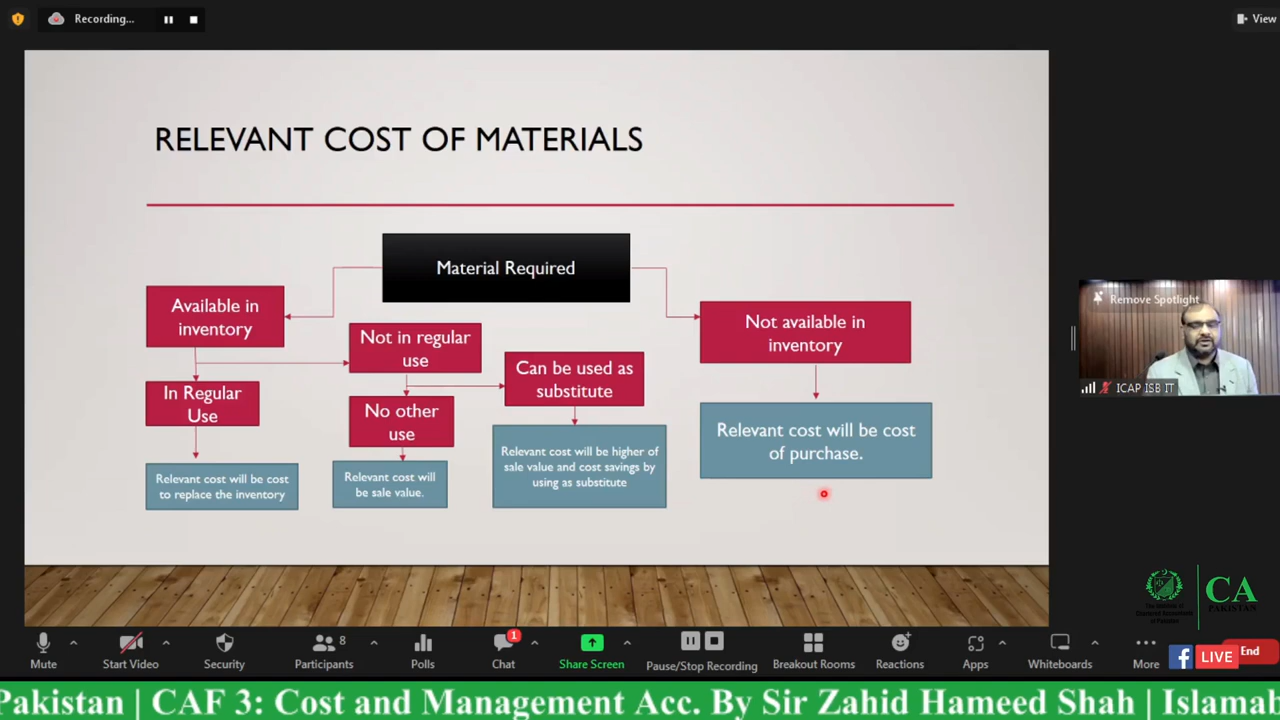 Recording...
View
RELEVANT COST OF MATERIALS
Material Required
Available in
inventory
Not in regular
use
Can be used as
substitute
Not available in
inventory
In Regular
Use
No other
use
Relevant cost will be cost
to replace the inventory
Relevant cost will
be sale value.
Relevant cost will be higher of
sale value and cost savings by
using as substitute
Relevant cost will be cost
of purchase.
Remove Spotlight
ICAP ISB IT
CA
PAKISTAN
Mute
Start Video
Security
8
Participants
Polls
1
Chat
Share Screen
Pause/Stop Recording
Breakout Rooms
Reactions
Apps
Whiteboards
More
f LIVE
End
Pakistan | CAF 3: Cost and Management Acc. By Sir Zahid Hameed Shah | Islamab